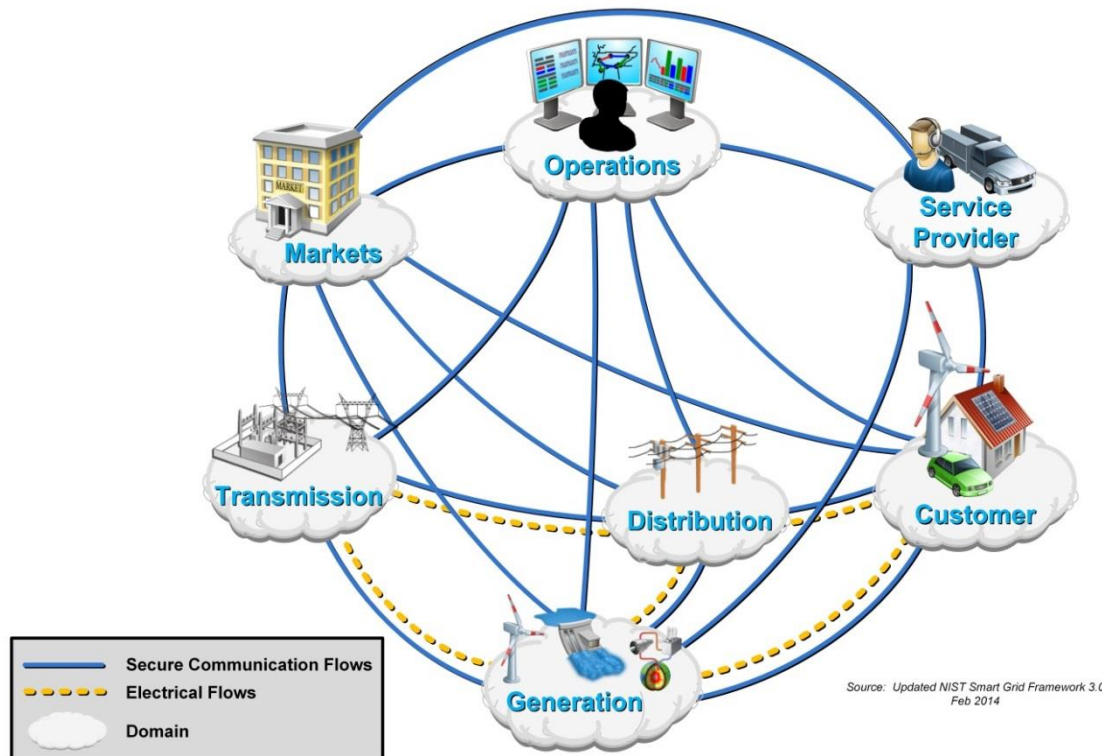 Operations
MARKET
Markets
Service
Provider
Transmission
Distribution
Customer
Generation
Secure Communication Flows
Electrical Flows
Domain
Source: Updated NIST Smart Grid Framework 3.0
Feb 2014